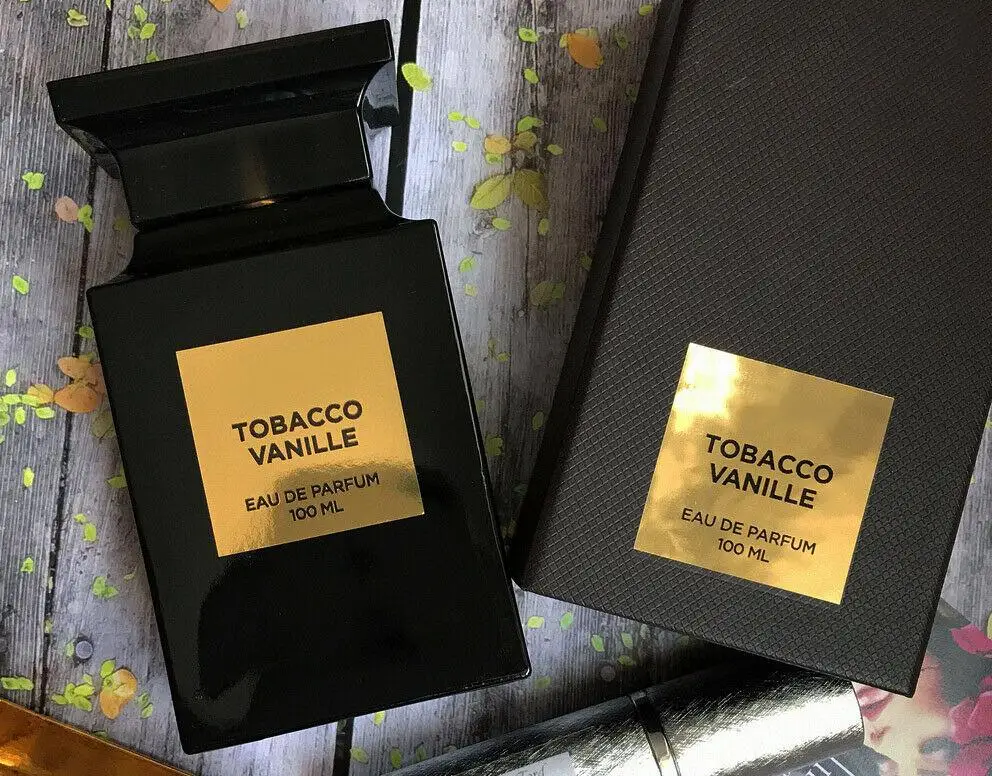 TOBACCO
VANILLE
EAU DE PARFUM
100 ML
TOBACCO
VANILLE
EAU DE PARFUM
100 ML